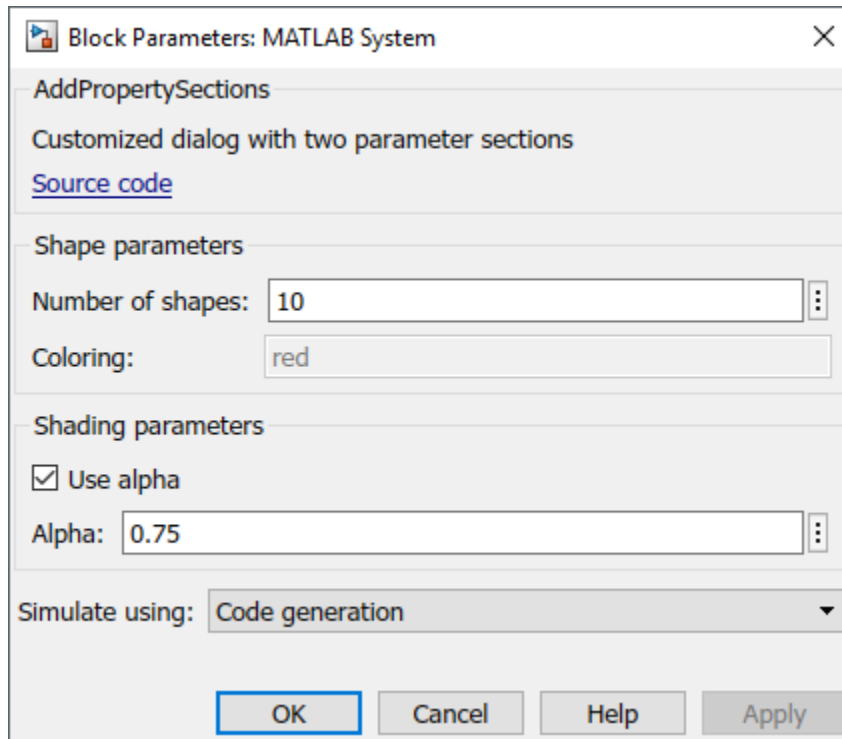 Block Parameters: MATLAB System
AddPropertySections
Customized dialog with two parameter sections
Source code
Shape parameters
Number of shapes: 10
Coloring: red
Shading parameters
Use alpha
Alpha: 0.75
Simulate using: Code generation
OK Cancel Help Apply